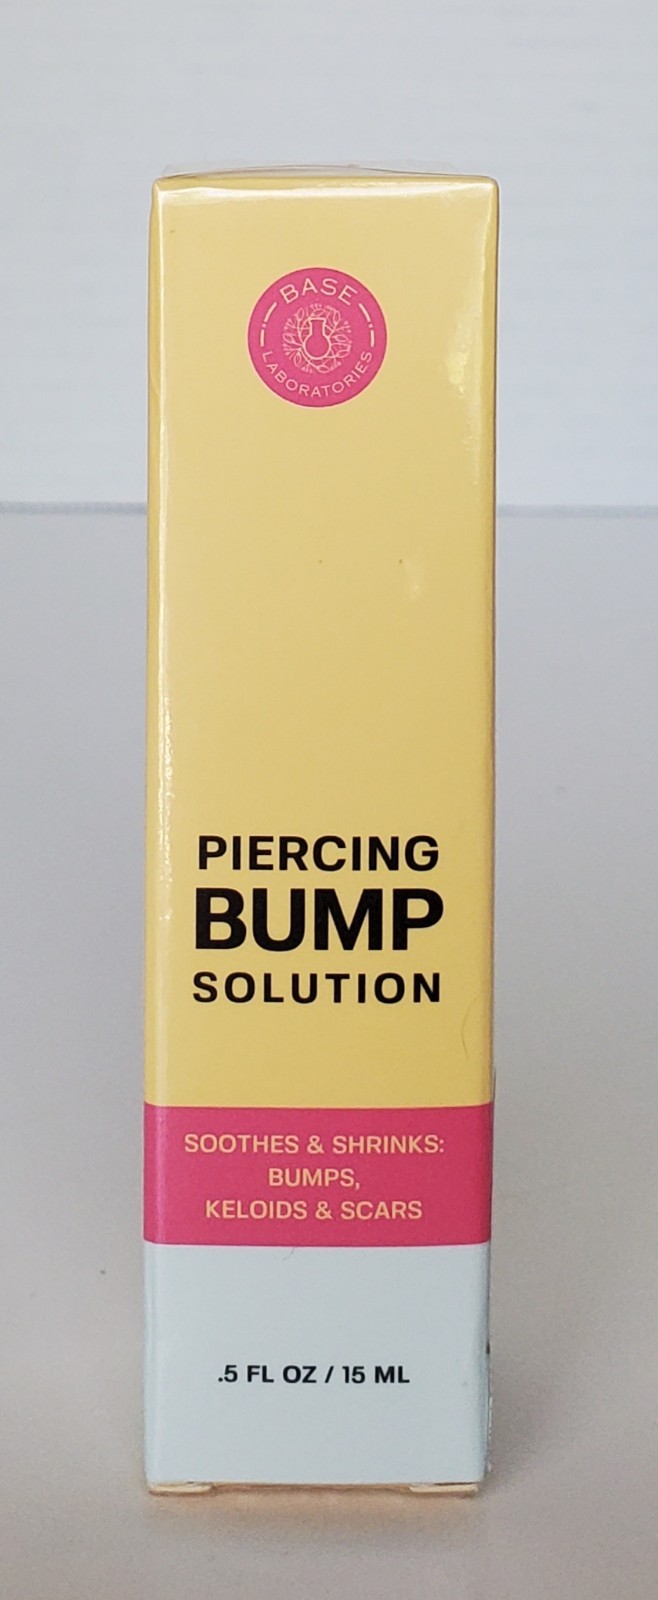 BASE
LABORATORIES
PIERCING
BUMP
SOLUTION
SOOTHES & SHRINKS:
BUMPS,
KELOIDS & SCARS
.5 FL OZ / 15 ML